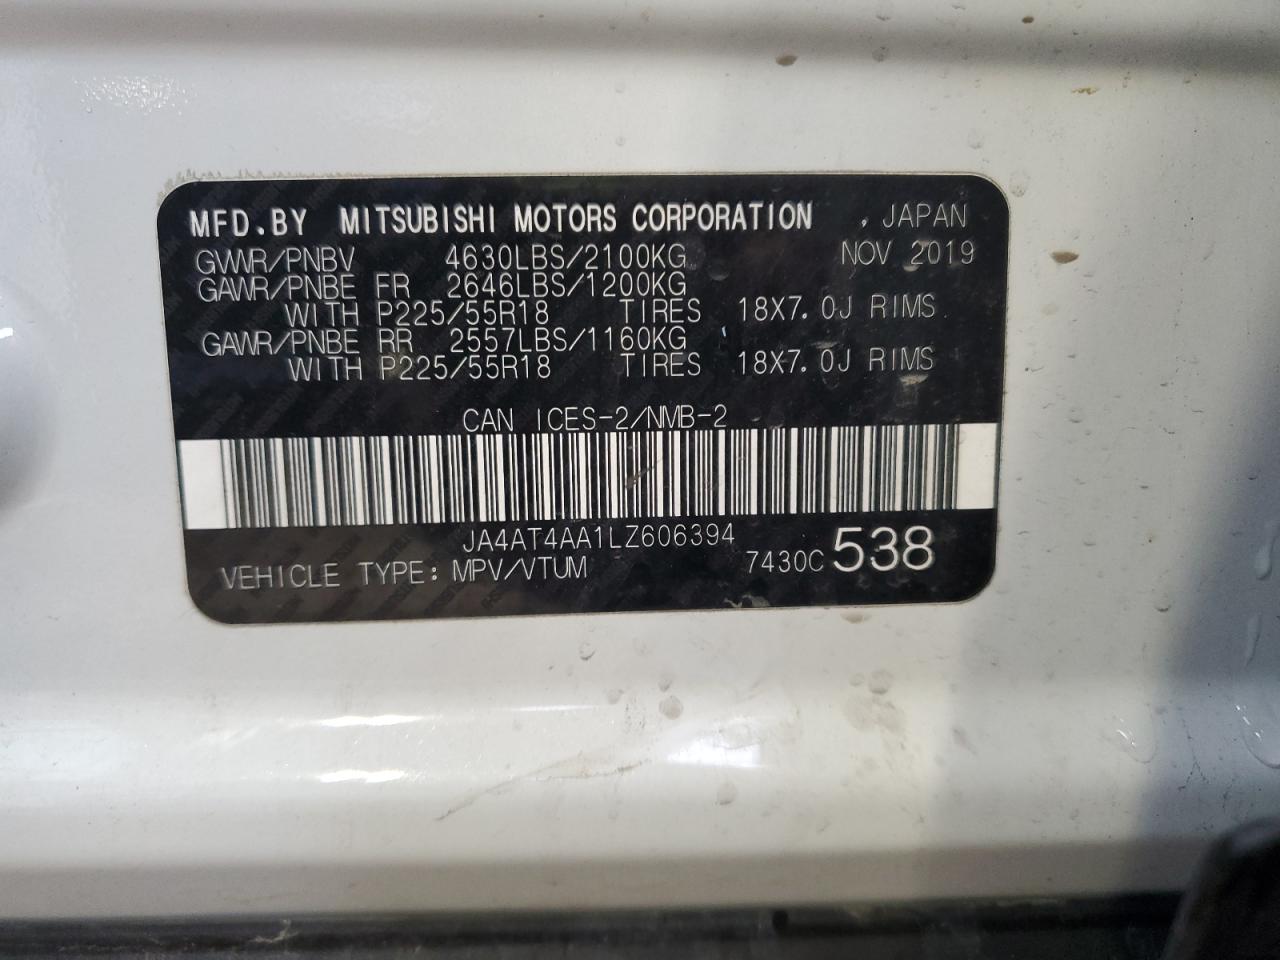 MFD.BY MITSUBISHI MOTORS CORPORATION , JAPAN
GVWR/PNBV 4630LBS/2100KG NOV 2019
GAWR/PNBE FR 2646LBS/1200KG
WITH P225/55R18 TIRES 18X7.0J RIMS
GAWR/PNBE RR 2557LBS/1160KG
WITH P225/55R18 TIRES 18X7.0J RIMS
CAN ICES-2/NMB-2
JA4AT4AA1LZ606394
VEHICLE TYPE: MPV/VTUM 7430C 538